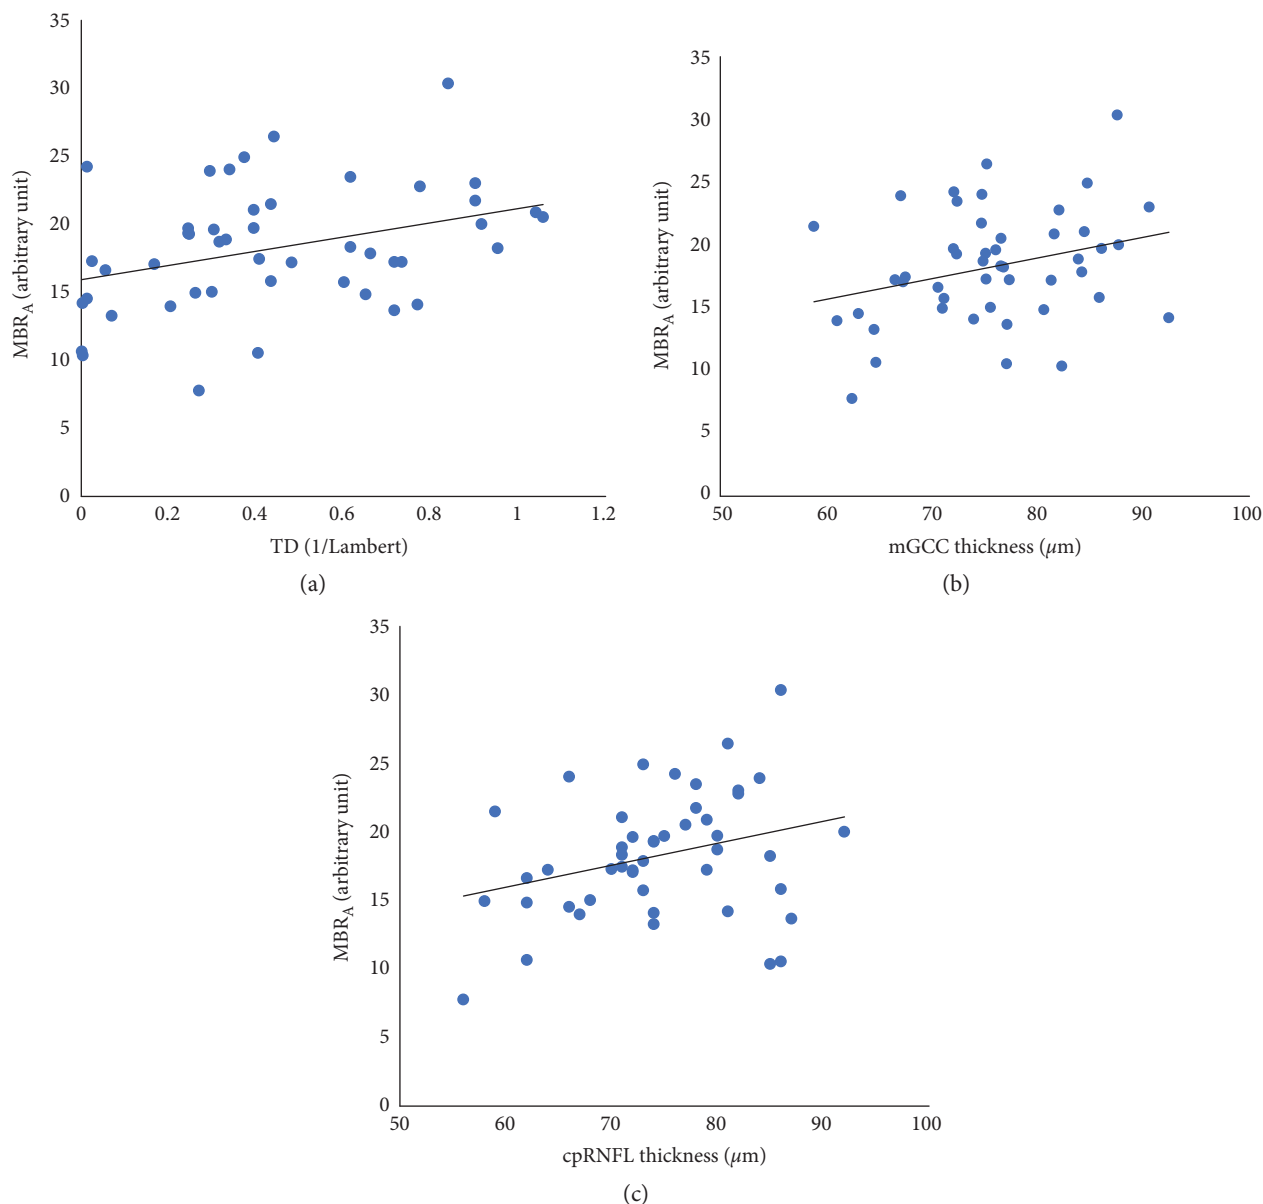 35
30
25
20
15
10
5
0
MBR_A (arbitrary unit)
0 0.2 0.4 0.6 0.8 1 1.2
TD (1/Lambert)
(a)
35
30
25
20
15
10
5
0
MBR_A (arbitrary unit)
50 60 70 80 90 100
mGCC thickness (μm)
(b)
35
30
25
20
15
10
5
0
MBR_A (arbitrary unit)
50 60 70 80 90 100
cpRNFL thickness (μm)
(c)